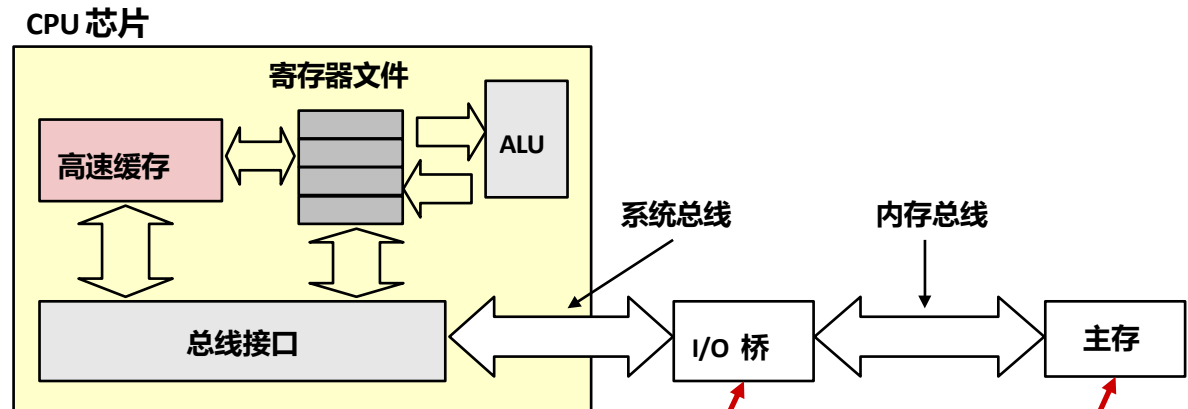 CPU 芯片
寄存器文件
高速缓存
ALU
系统总线
内存总线
总线接口
I/O 桥
主存